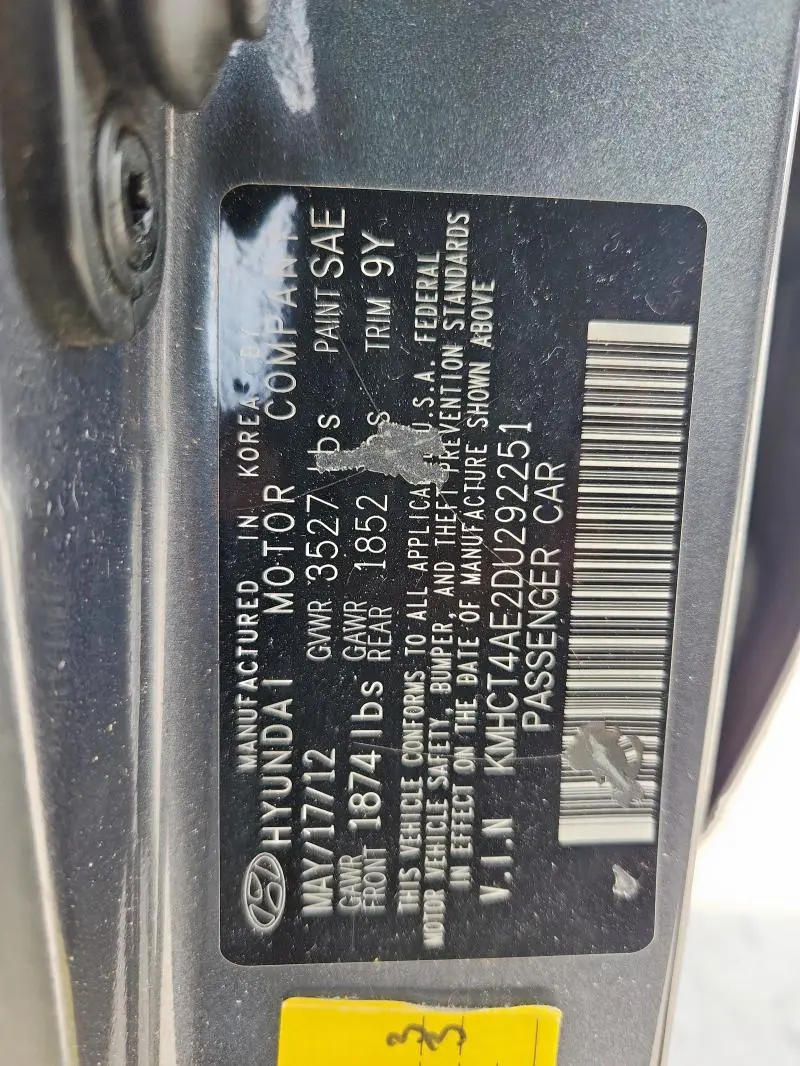 MANUFACTURED IN KOREA BY
HYUNDAI MOTOR COMPANY
MAY/17/12 GVWR 3527 lbs PAINT SAE
GAWR FRONT 1874 lbs GAWR REAR 1852 TRIM 9Y
THIS VEHICLE CONFORMS TO ALL U.S.A. FEDERAL
MOTOR VEHICLE SAFETY, BUMPER, AND THEFT PREVENTION STANDARDS
IN EFFECT ON THE DATE OF MANUFACTURE SHOWN ABOVE
V.I.N KMHCT4AE2DU292251
PASSENGER CAR
33